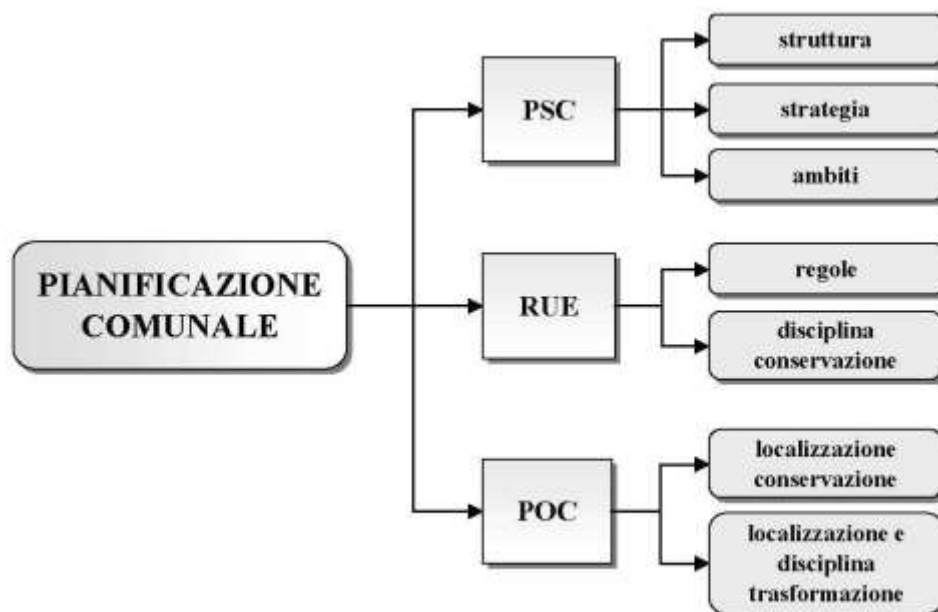 PIANIFICAZIONE
COMUNALE
PSC
struttura
strategia
ambiti
RUE
regole
disciplina
conservazione
POC
localizzazione
conservazione
localizzazione e
disciplina
trasformazione